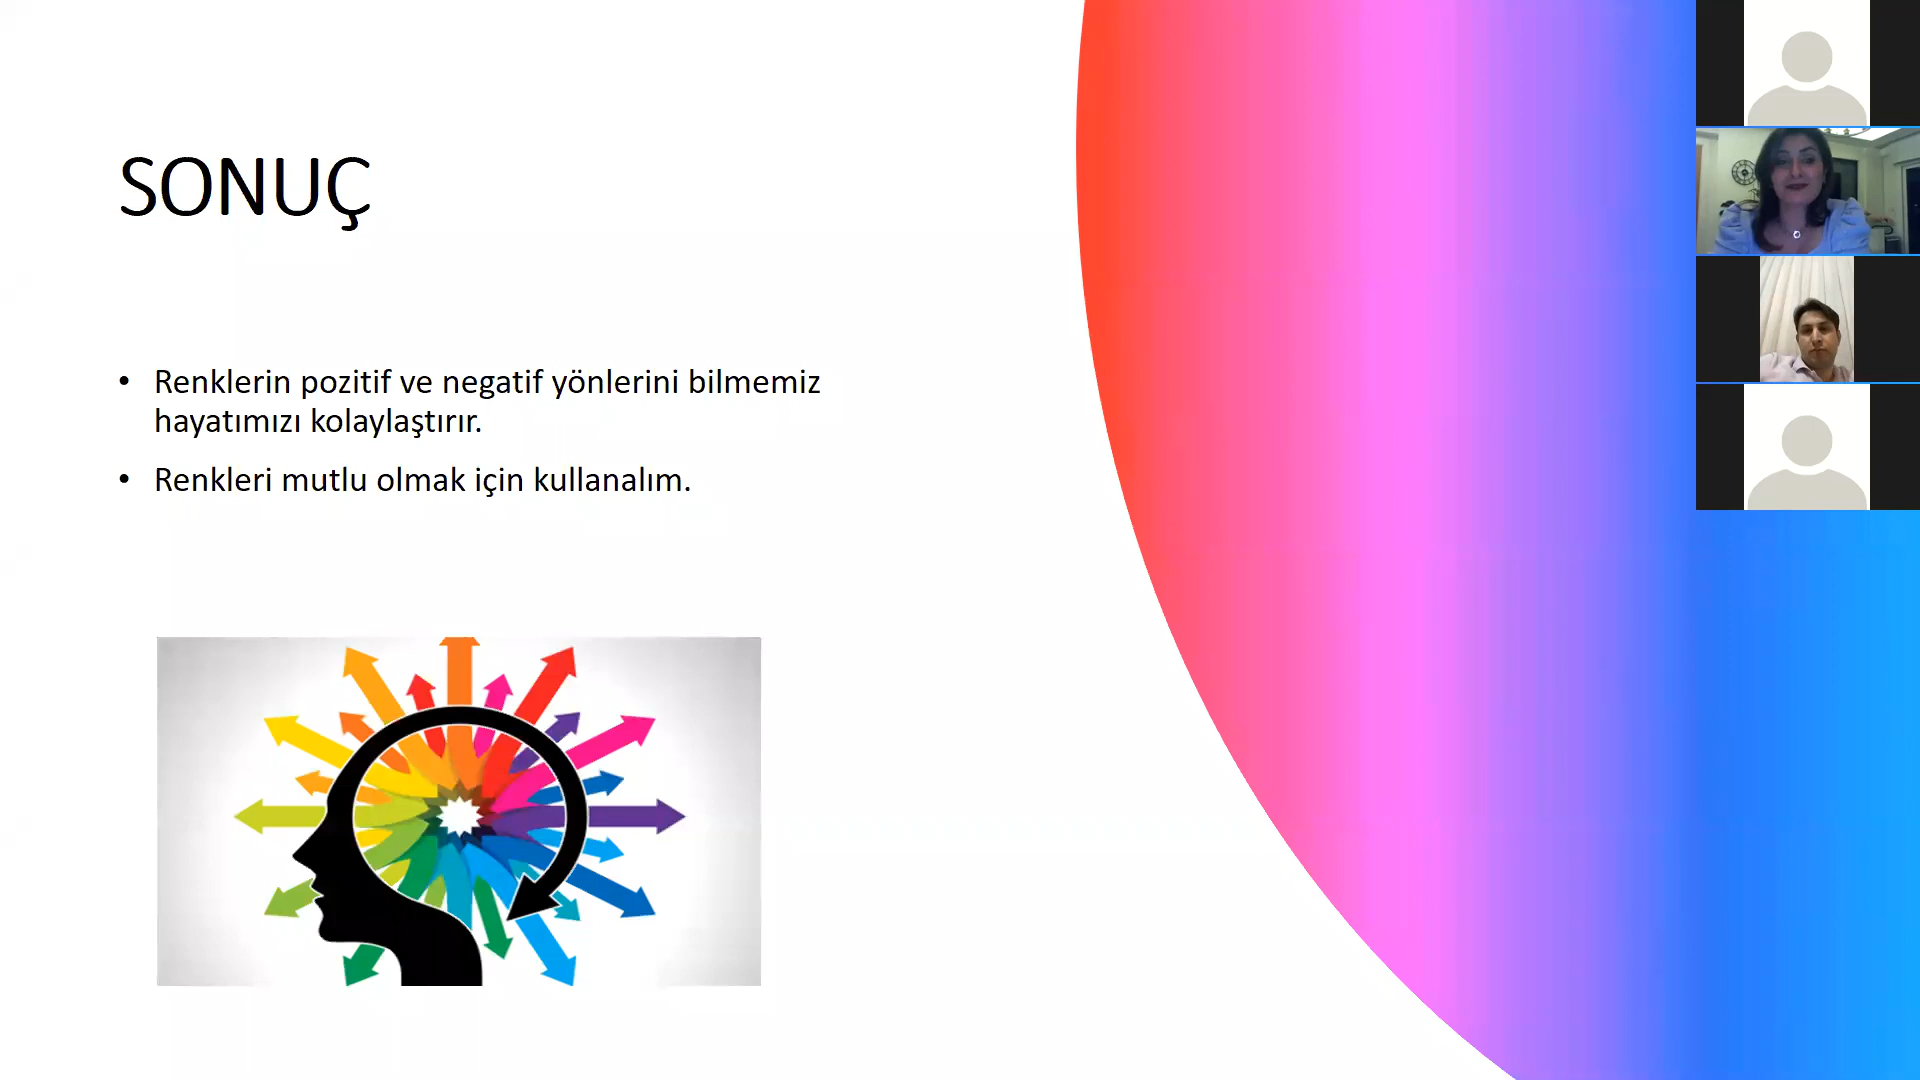 SONUÇ
• Renklerin pozitif ve negatif yönlerini bilmemiz
hayatımızı kolaylaştırır.
• Renkleri mutlu olmak için kullanalım.